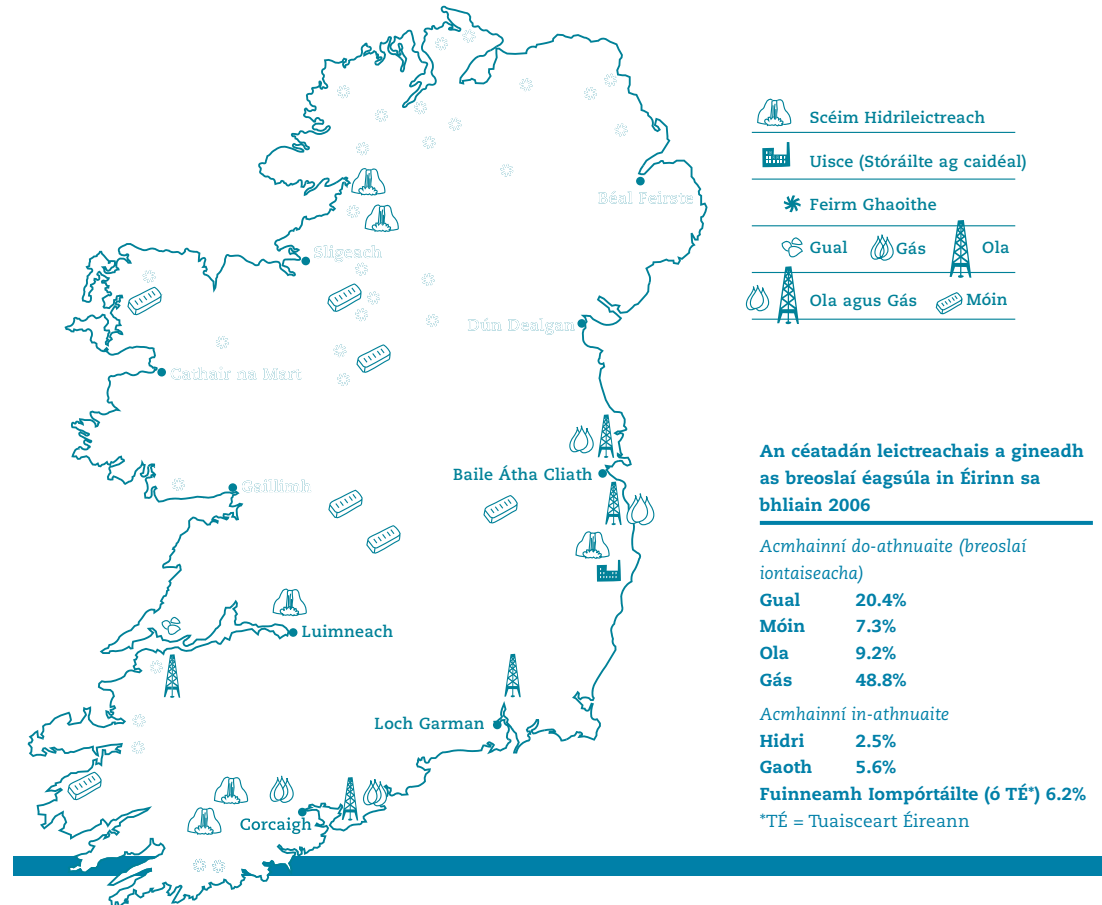 Béal Feirste
Sligeach
Dún Dealgan
Cathair na Mart
Baile Átha Cliath
Gaillimh
Luimneach
Loch Garman
Corcaigh
Scéim Hidrileictreach
Uisce (Stóráilte ag caidéal)
Feirm Ghaoithe
Gual Gás Ola
Ola agus Gás Móin
An céatadán leictreachais a gineadh
as breoslaí éagsúla in Éirinn sa
bhliain 2006
Acmhainní do-athnuaite (breoslaí
iontaiseacha)
Gual 20.4%
Móin 7.3%
Ola 9.2%
Gás 48.8%
Acmhainní in-athnuaite
Hidri 2.5%
Gaoth 5.6%
Fuinneamh Iompórtáilte (ó TÉ*) 6.2%
*TÉ = Tuaisceart Éireann